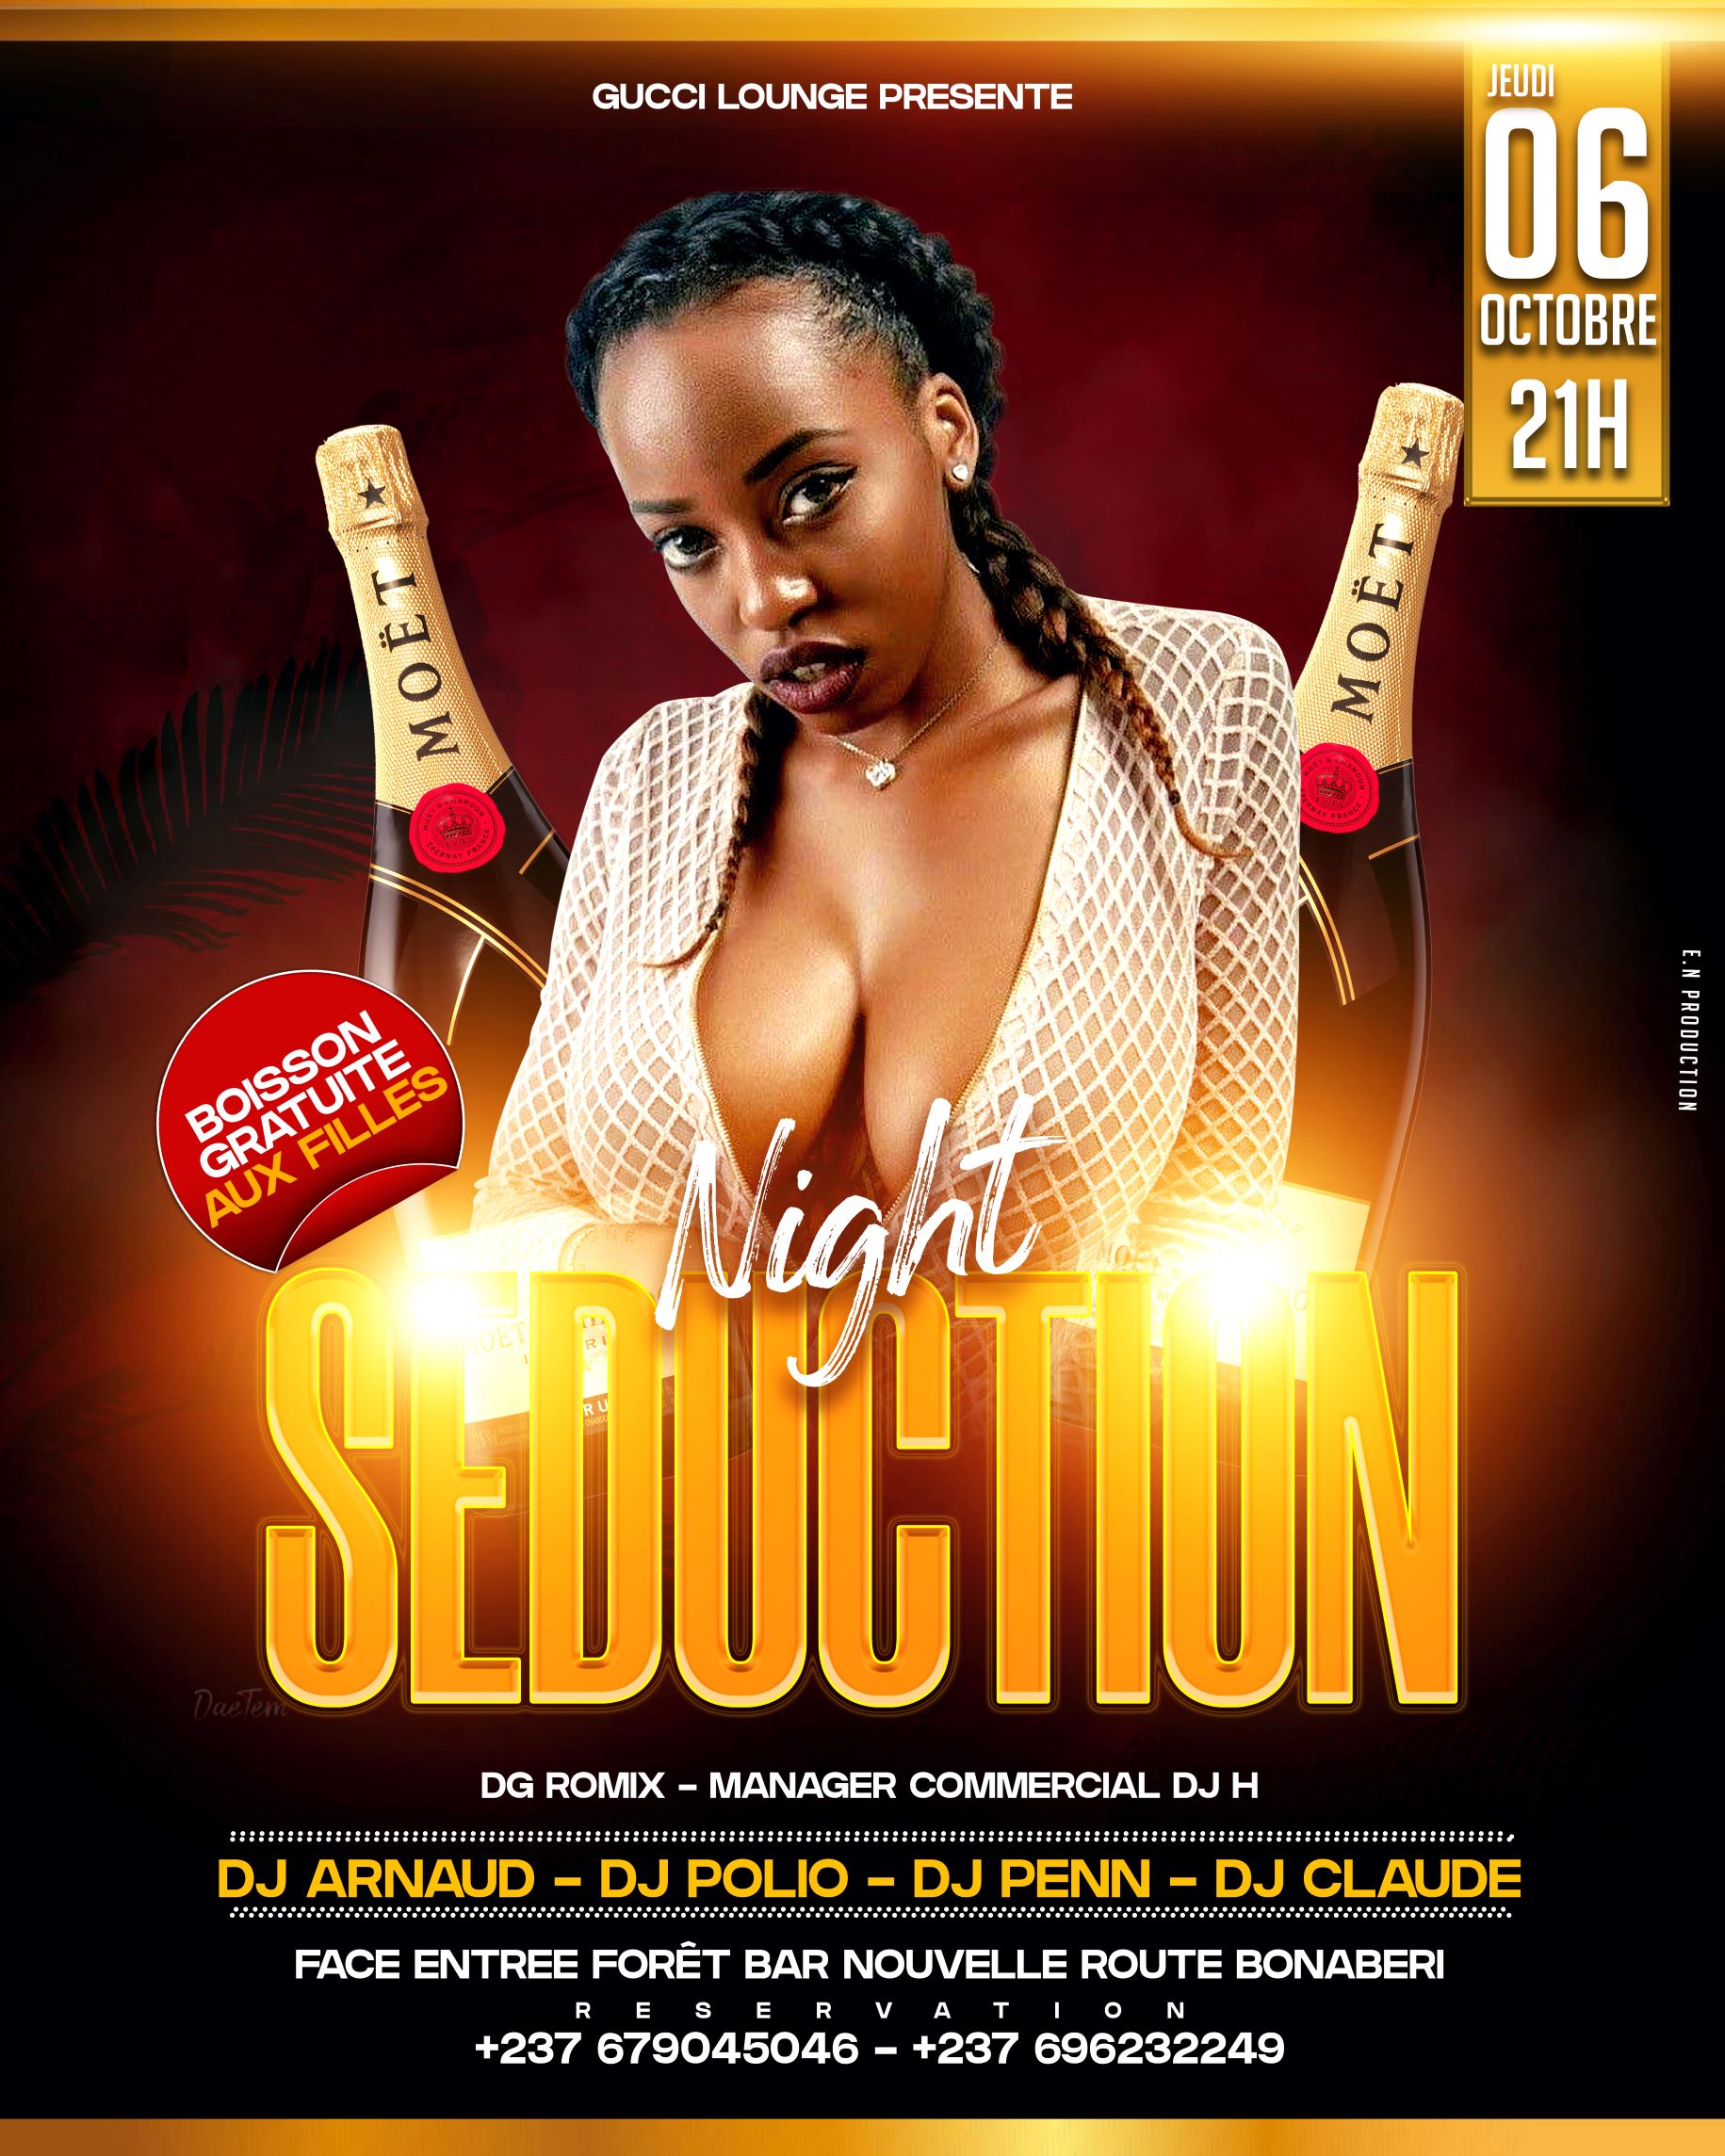 GUCCI LOUNGE PRESENTE
JEUDI
06
OCTOBRE
21H
MOËT
MOËT
E.N PRODUCTION
BOISSON
GRATUITE
AUX FILLES
Night
SEDUCTION
DG ROMIX - MANAGER COMMERCIAL DJ H
DJ ARNAUD - DJ POLIO - DJ PENN - DJ CLAUDE
FACE ENTREE FORÊT BAR NOUVELLE ROUTE BONABERI
RESERVATION
+237 679045046 - +237 696232249